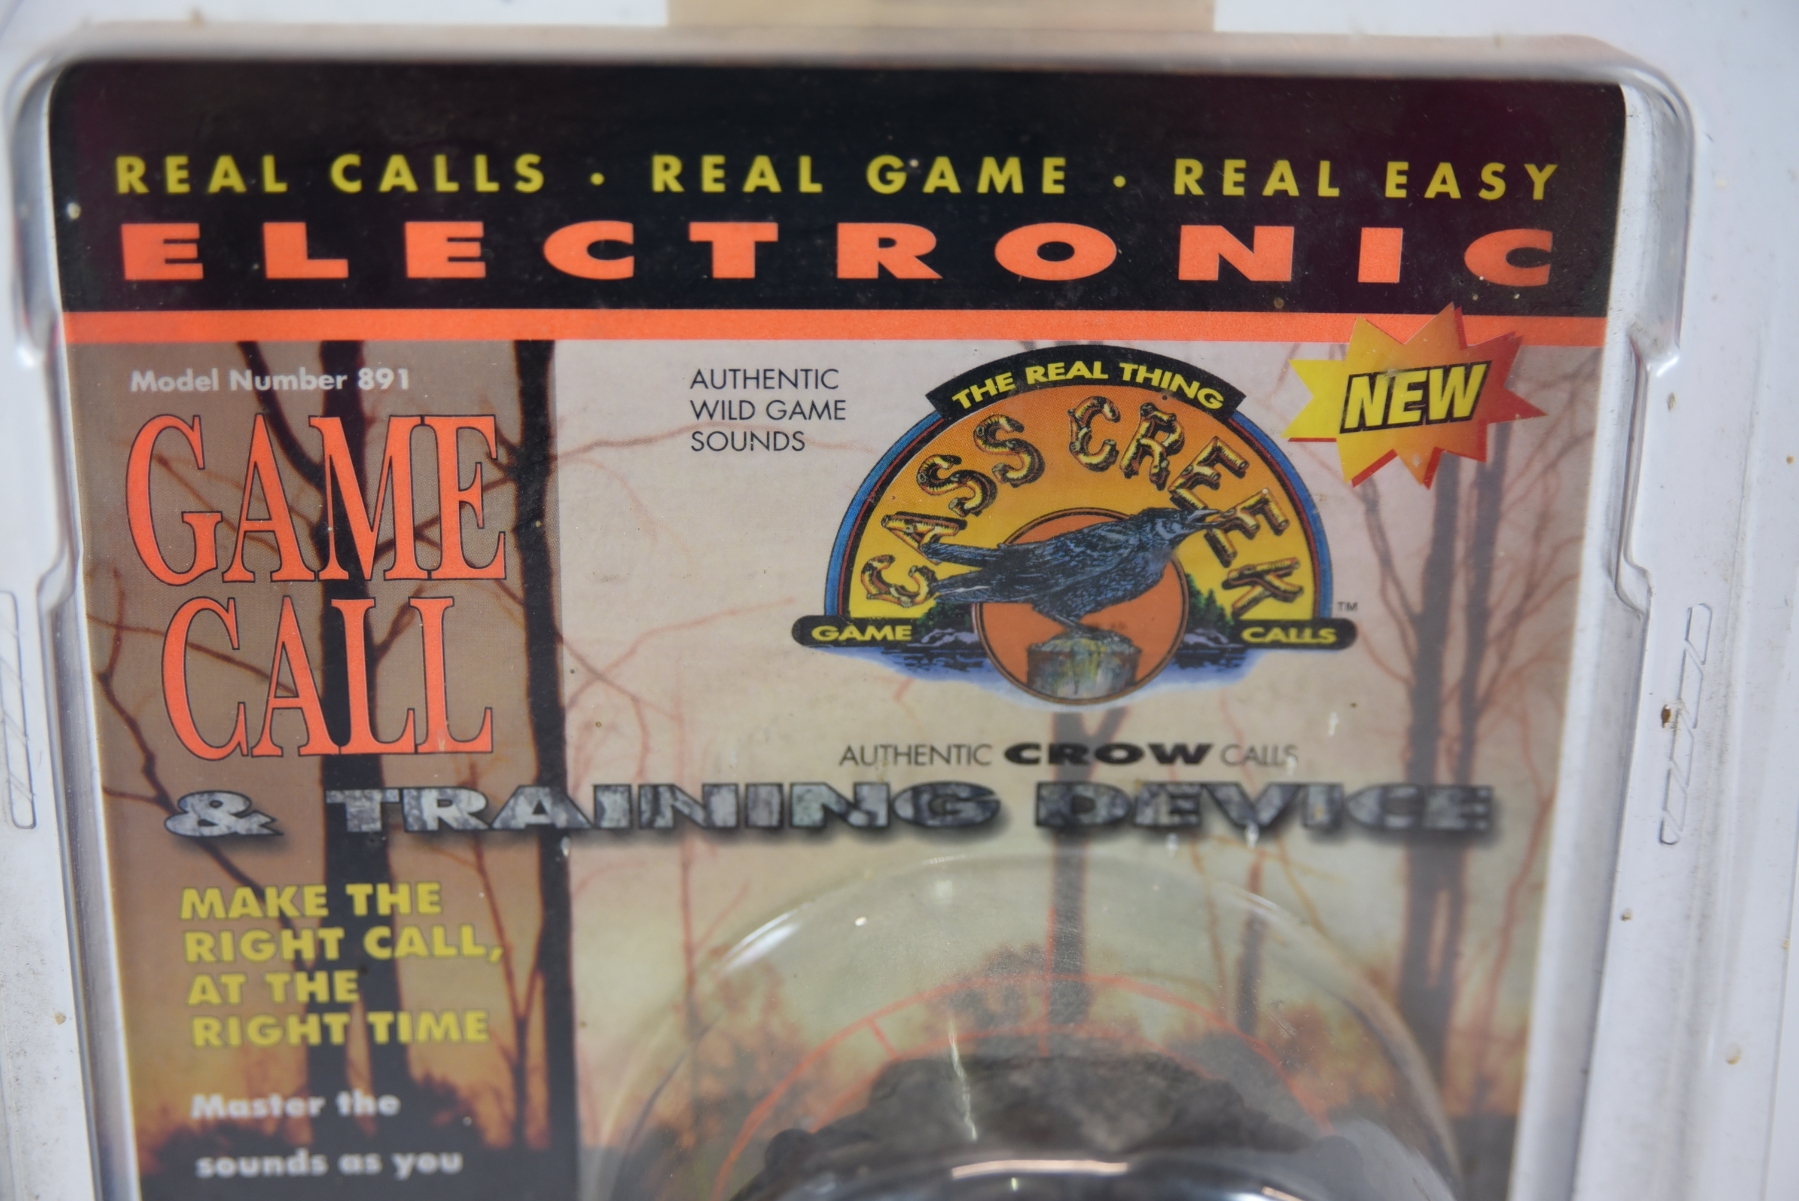 REAL CALLS • REAL GAME • REAL EASY
ELECTRONIC
Model Number 891
GAME
CALL
AUTHENTIC
WILD GAME
SOUNDS
THE REAL THING
CASS CREEK
GAME CALLS
TM
NEW
AUTHENTIC CROW CALLS
& TRAINING DEVICE
MAKE THE
RIGHT CALL,
AT THE
RIGHT TIME
Master the
sounds as you